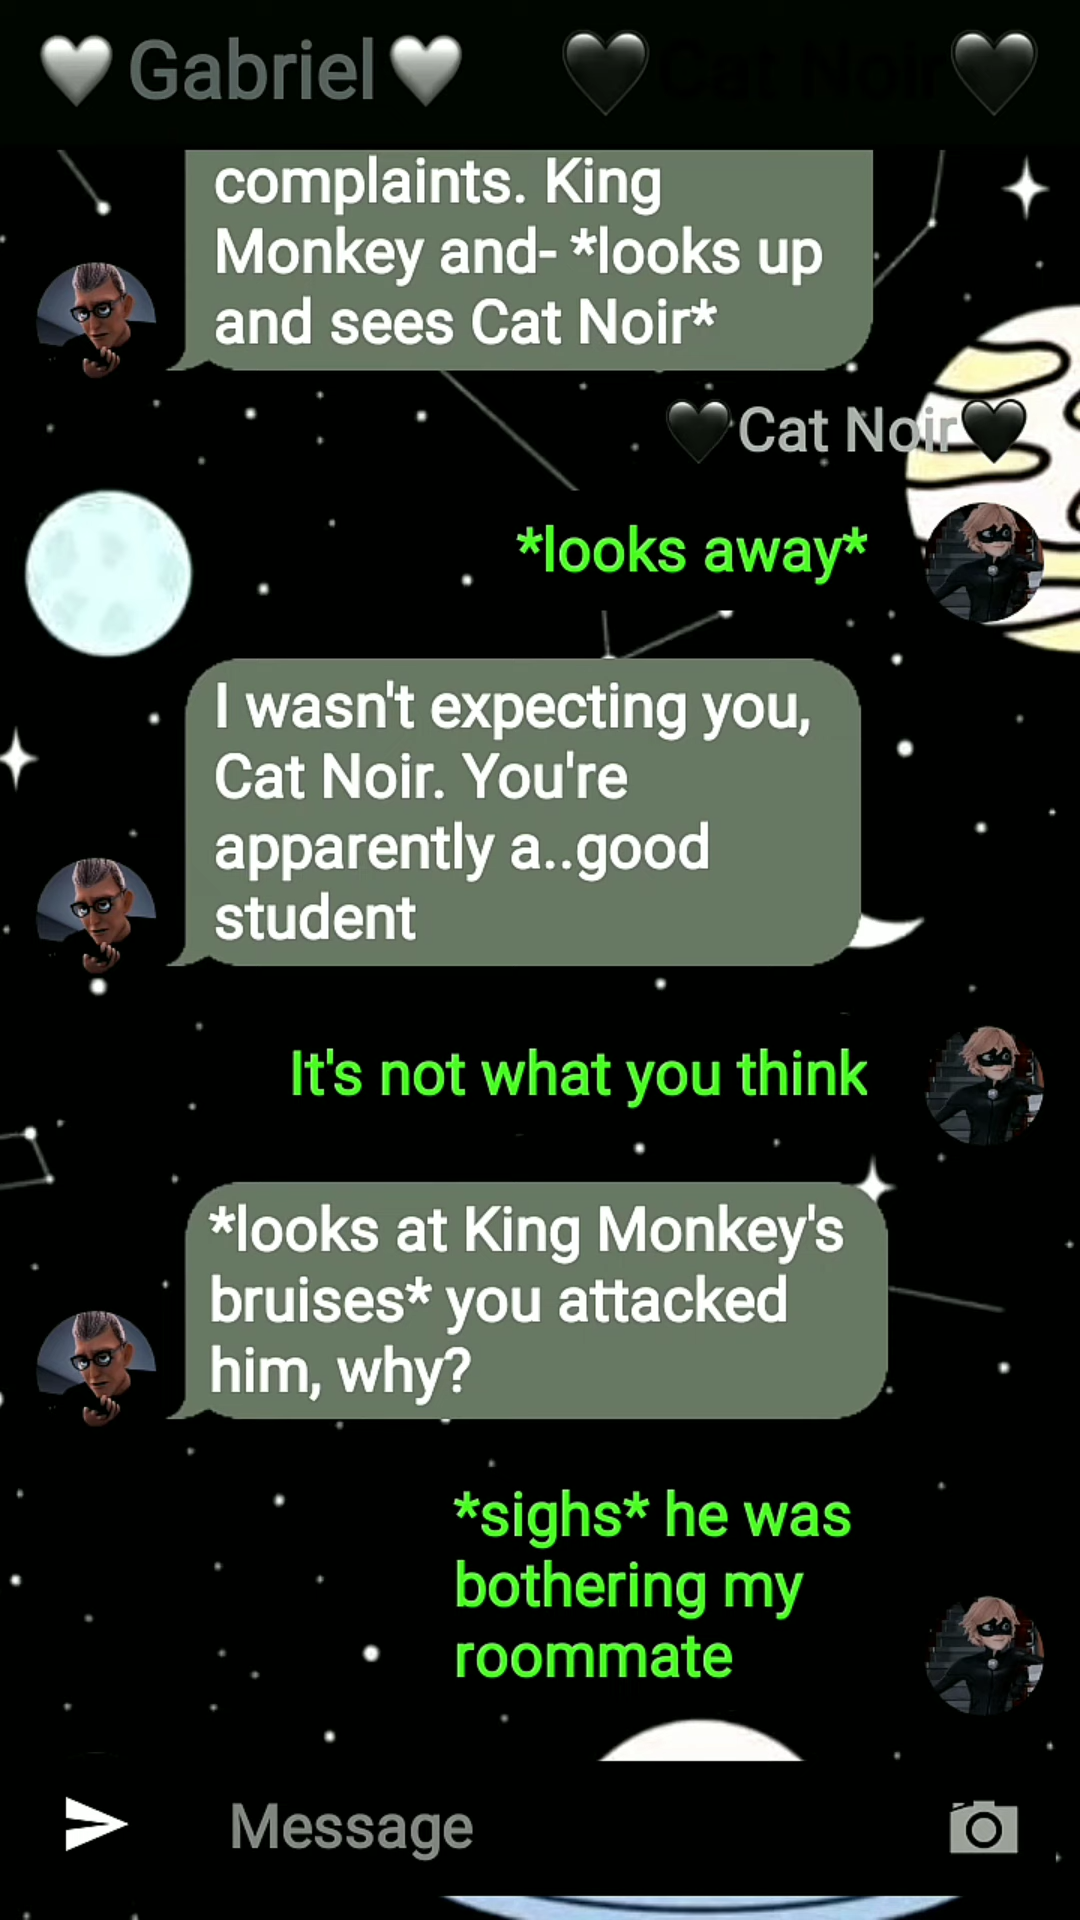 🤍Gabriel🤍 🖤Cat Noir🖤
complaints. King
Monkey and- *looks up
and sees Cat Noir*
🖤Cat Noir🖤
*looks away*
I wasn't expecting you,
Cat Noir. You're
apparently a..good
student
It's not what you think
*looks at King Monkey's
bruises* you attacked
him, why?
*sighs* he was
bothering my
roommate
Message